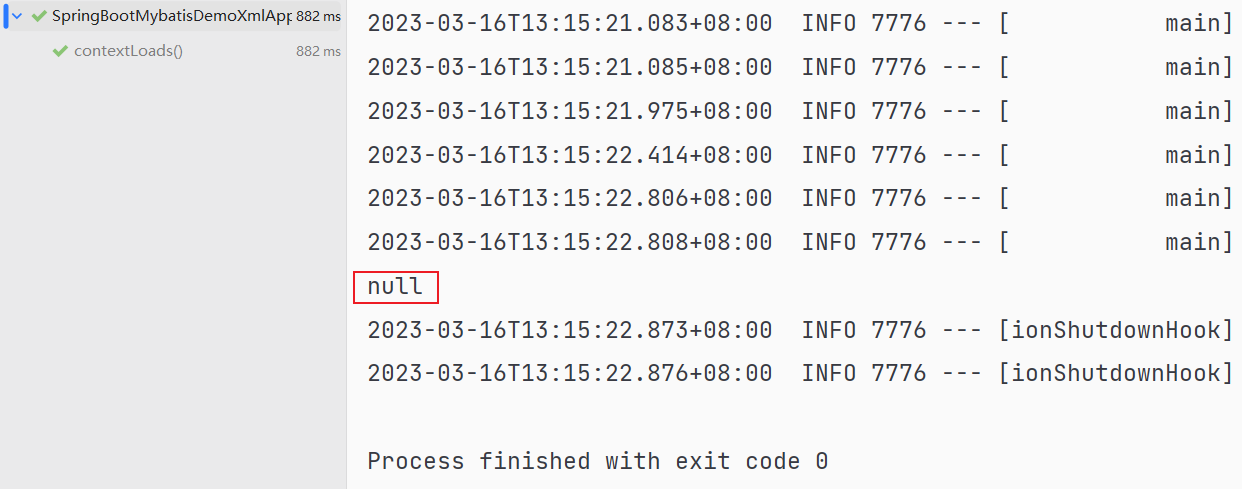 SpringBootMybatisDemoXmlApp 882 ms
contextLoads() 882 ms
2023-03-16T13:15:21.083+08:00  INFO 7776 --- [           main]
2023-03-16T13:15:21.085+08:00  INFO 7776 --- [           main]
2023-03-16T13:15:21.975+08:00  INFO 7776 --- [           main]
2023-03-16T13:15:22.414+08:00  INFO 7776 --- [           main]
2023-03-16T13:15:22.806+08:00  INFO 7776 --- [           main]
2023-03-16T13:15:22.808+08:00  INFO 7776 --- [           main]
null
2023-03-16T13:15:22.873+08:00  INFO 7776 --- [ionShutdownHook]
2023-03-16T13:15:22.876+08:00  INFO 7776 --- [ionShutdownHook]
Process finished with exit code 0